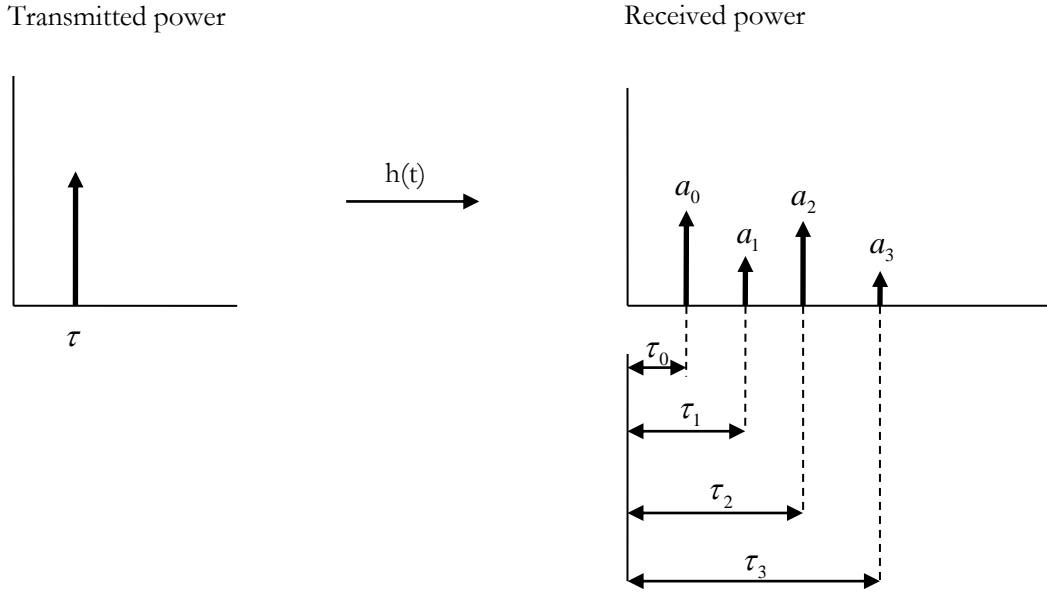 Transmitted power
Received power
h(t)
a₀
a₁
a₂
a₃
τ
τ₀
τ₁
τ₂
τ₃